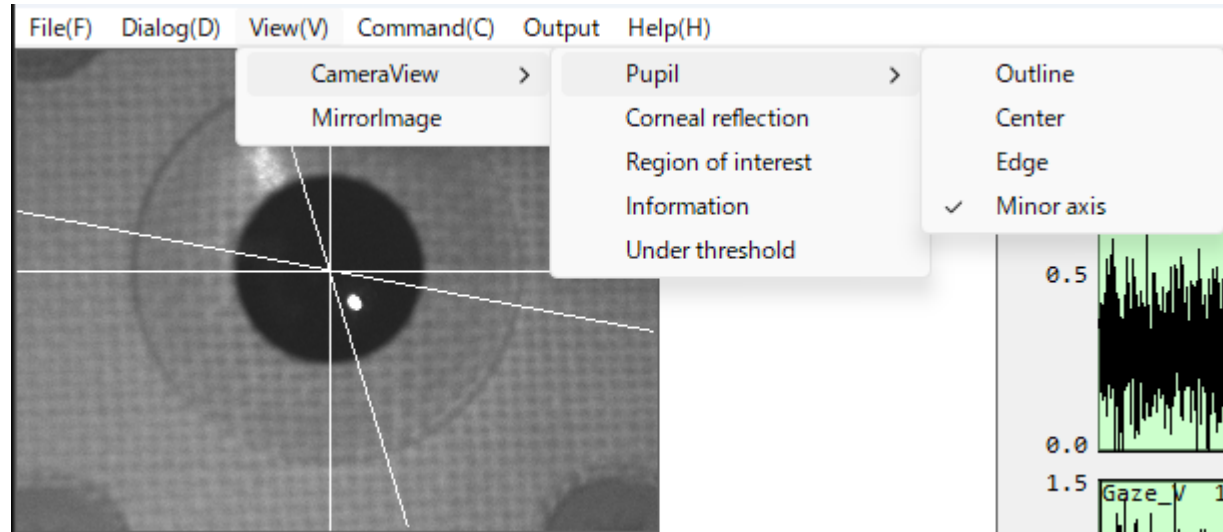 File(F) Dialog(D) View(V) Command(C) Output Help(H)
CameraView > Pupil > Outline
MirrorImage Corneal reflection Center
Region of interest Edge
Information ✓ Minor axis
Under threshold
0.5
0.0
1.5 Gaze_V 1